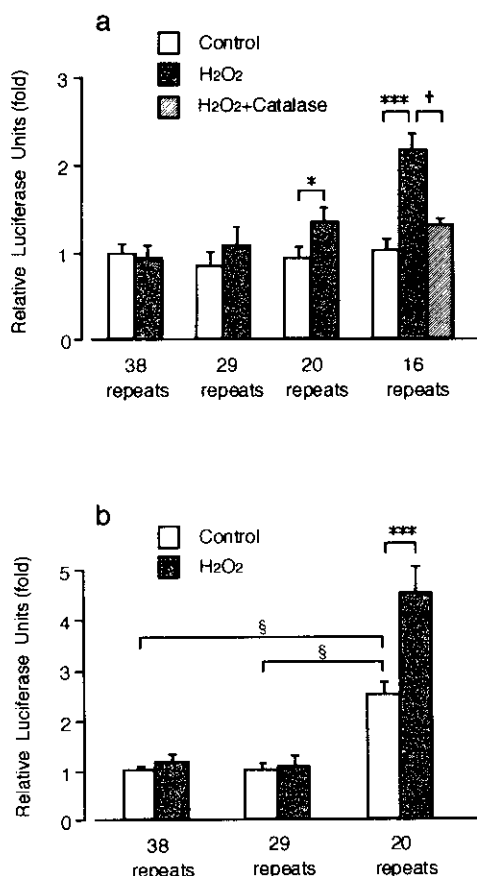 a
Control
H2O2
H2O2+Catalase
Relative Luciferase Units (fold)
3
2
1
0
*
***
†
38 repeats
29 repeats
20 repeats
16 repeats
b
Control
H2O2
Relative Luciferase Units (fold)
5
4
3
2
1
0
§
§
***
38 repeats
29 repeats
20 repeats